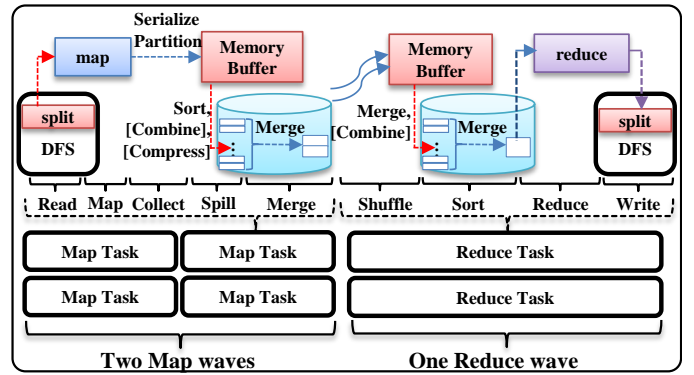 Serialize
Partition
map
Memory
Buffer
Memory
Buffer
reduce
split
DFS
Sort,
[Combine],
[Compress]
Merge
Merge,
[Combine]
Merge
split
DFS
Read Map Collect Spill Merge Shuffle Sort Reduce Write
Map Task Map Task Reduce Task
Map Task Map Task Reduce Task
Two Map waves One Reduce wave